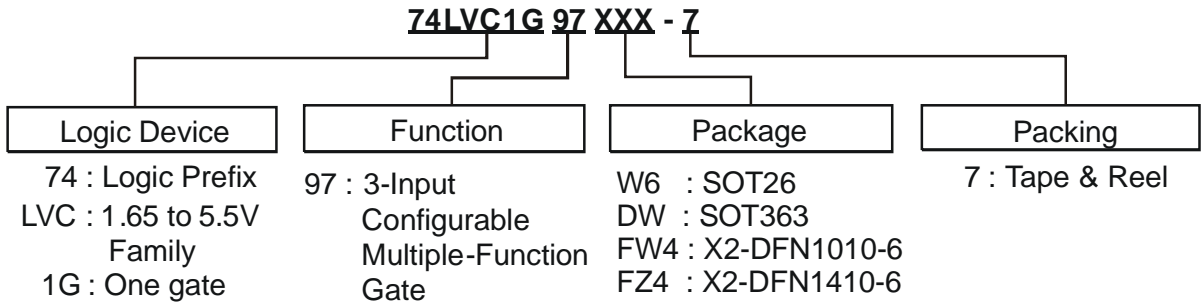 74LVC1G 97 XXX - 7
Logic Device
Function
Package
Packing
74 : Logic Prefix
LVC : 1.65 to 5.5V
Family
1G : One gate
97 : 3-Input
Configurable
Multiple-Function
Gate
W6 : SOT26
DW : SOT363
FW4 : X2-DFN1010-6
FZ4 : X2-DFN1410-6
7 : Tape & Reel